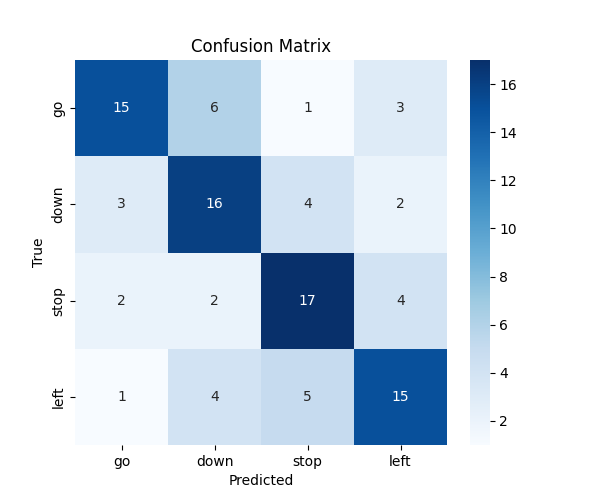 Confusion Matrix
go 15 6 1 3
down 3 16 4 2
stop 2 2 17 4
left 1 4 5 15
go down stop left
Predicted
True
16
14
12
10
8
6
4
2